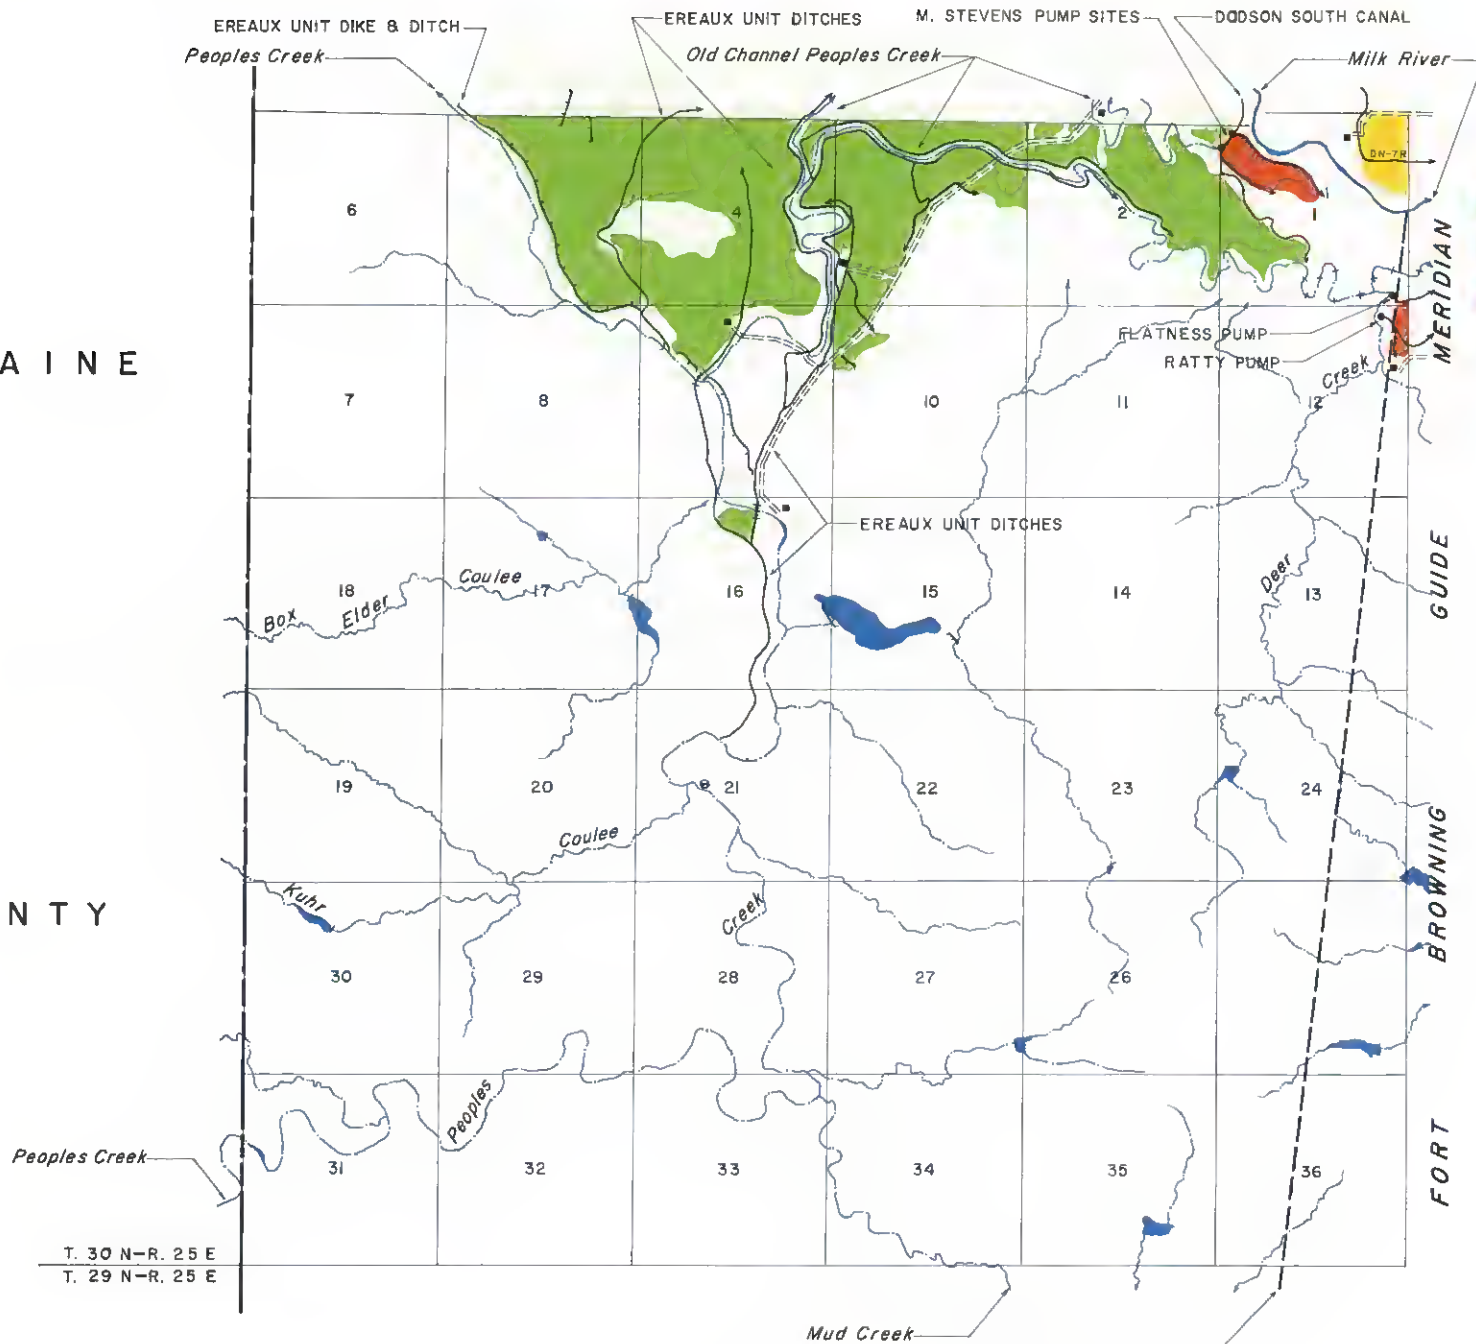 EREAUX UNIT DIKE & DITCH
EREAUX UNIT DITCHES
M. STEVENS PUMP SITES
DODSON SOUTH CANAL
Peoples Creek
Old Channel Peoples Creek
Milk River
DN-7R
6
4
2
1
MERIDIAN
FLATNESS PUMP
RATTY PUMP
AINE
Creek
7
8
10
11
12
EREAUX UNIT DITCHES
GUIDE
Deer
18
Coulee
17
16
15
14
13
Box
Elder
19
20
21
22
23
24
Coulee
BROWNING
Kuhr
NTY
Creek
30
29
28
27
26
Peoples
FORT
Peoples Creek
31
32
33
34
35
36
T. 30 N-R. 25 E
T. 29 N-R. 25 E
Mud Creek